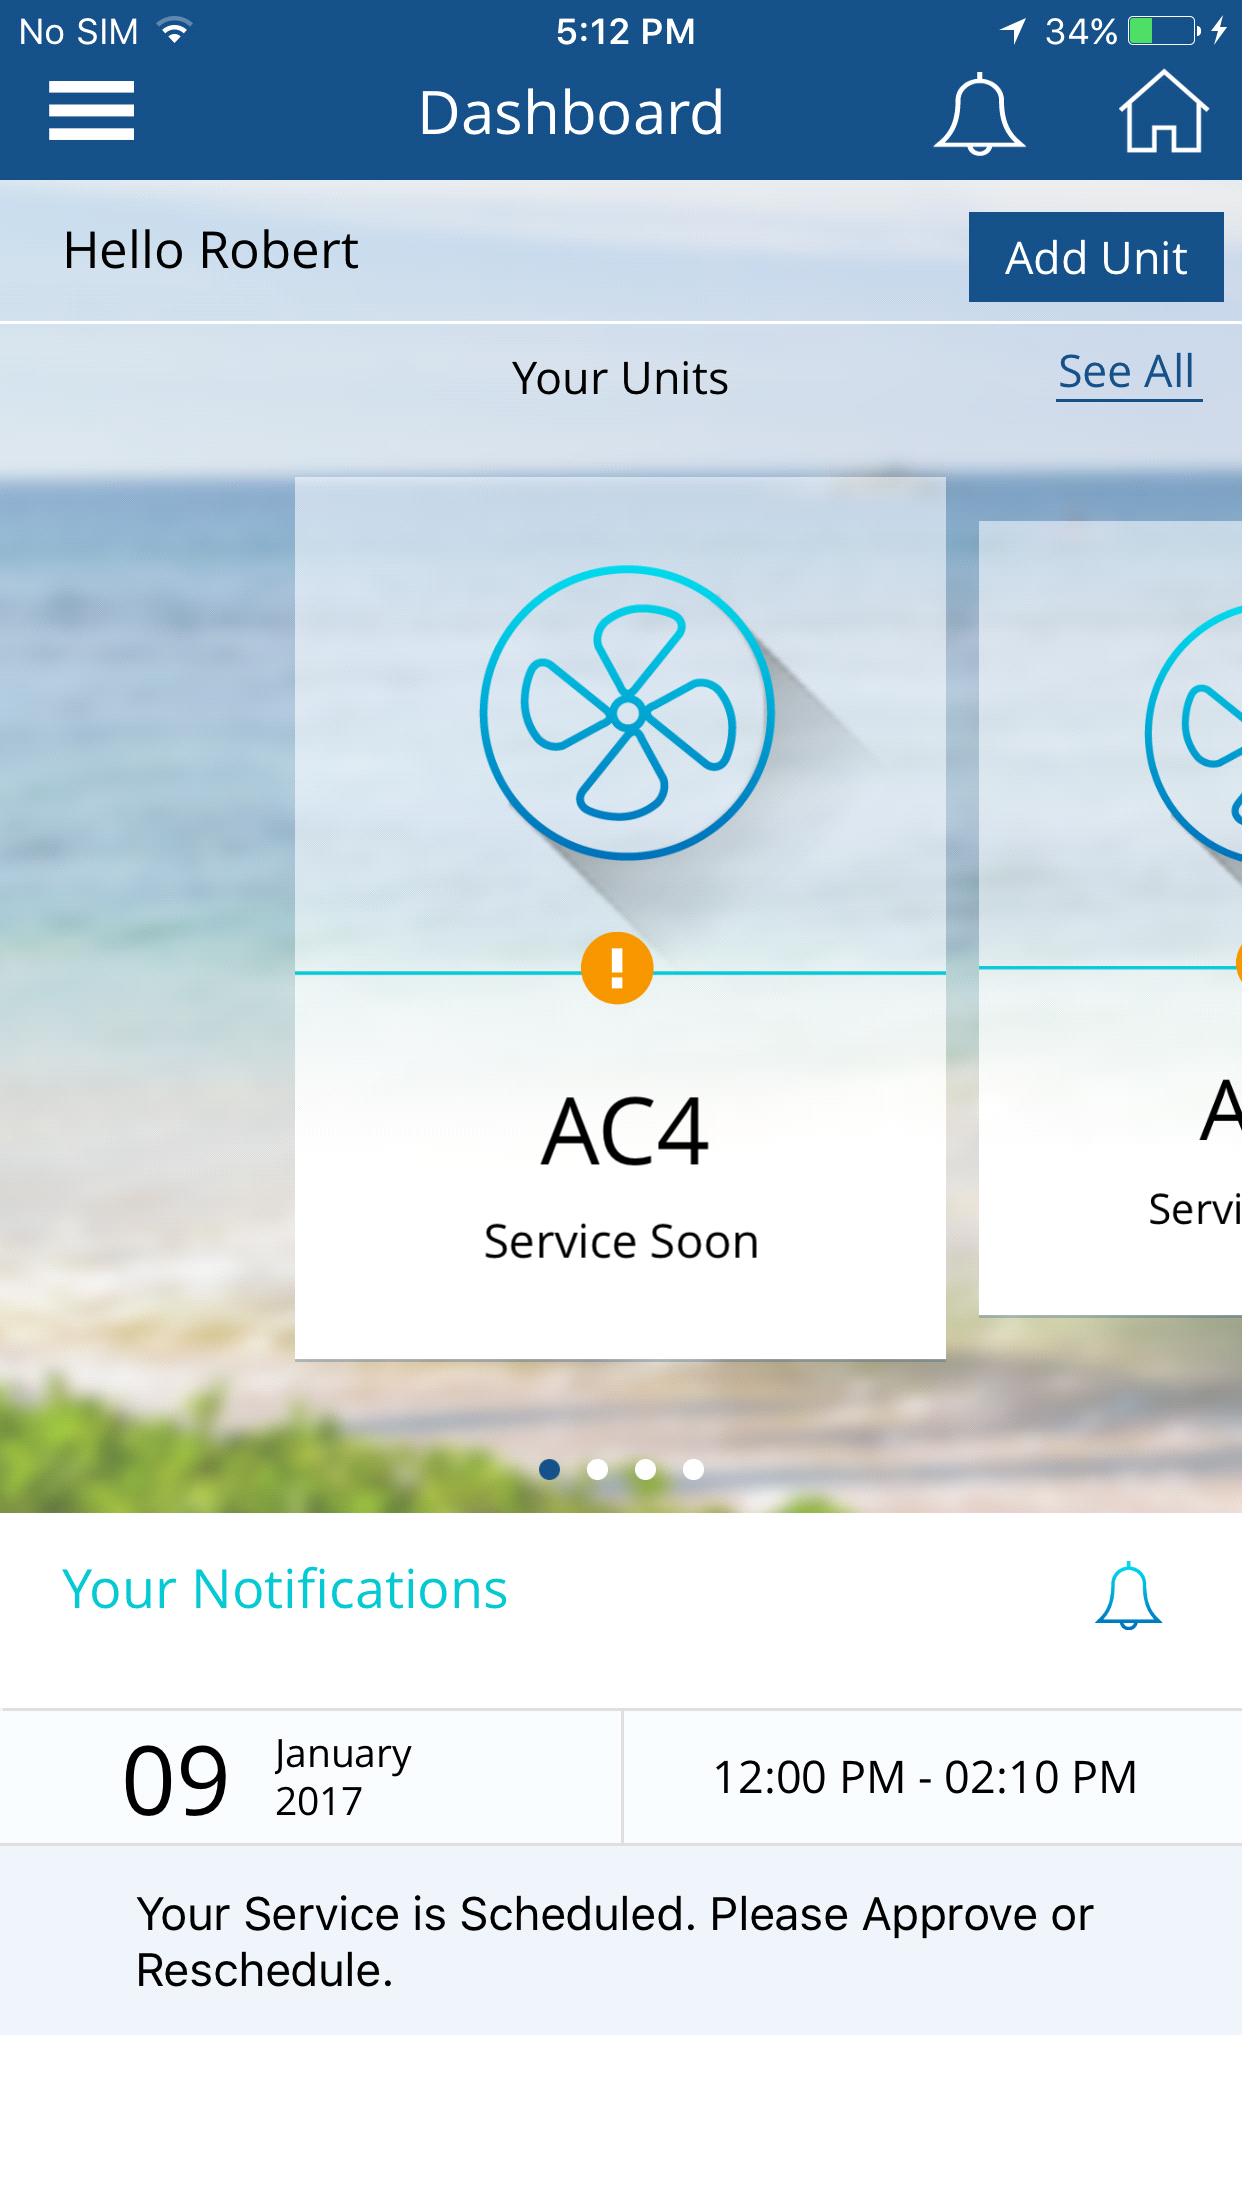 No SIM 5:12 PM 34%
Dashboard
Hello Robert
Add Unit
Your Units
See All
AC4
Service Soon
A
Servi
Your Notifications
09
January
2017
12:00 PM - 02:10 PM
Your Service is Scheduled. Please Approve or
Reschedule.